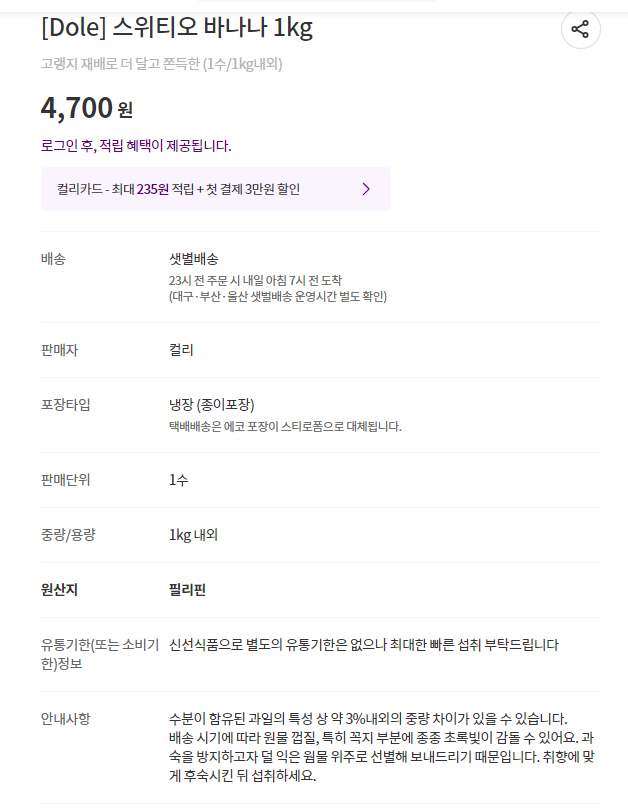 [Dole] 스위티오 바나나 1kg
고랭지 재배로 더 달고 쫀득한 (1수/1kg내외)
4,700 원
로그인 후, 적립 혜택이 제공됩니다.
컬리카드 - 최대 235원 적립 + 첫 결제 3만원 할인
배송
샛별배송
23시 전 주문 시 내일 아침 7시 전 도착
(대구·부산·울산 샛별배송 운영시간 별도 확인)
판매자
컬리
포장타입
냉장 (종이포장)
택배배송은 에코 포장이 스티로폼으로 대체됩니다.
판매단위
1수
중량/용량
1kg 내외
원산지
필리핀
유통기한(또는 소비기
한)정보
신선식품으로 별도의 유통기한은 없으나 최대한 빠른 섭취 부탁드립니다
안내사항
수분이 함유된 과일의 특성 상 약 3%내외의 중량 차이가 있을 수 있습니다.
배송 시기에 따라 원물 껍질, 특히 꼭지 부분에 종종 초록빛이 감돌 수 있어요. 과
숙을 방지하고자 덜 익은 원물 위주로 선별해 보내드리기 때문입니다. 취향에 맞
게 후숙시킨 뒤 섭취하세요.